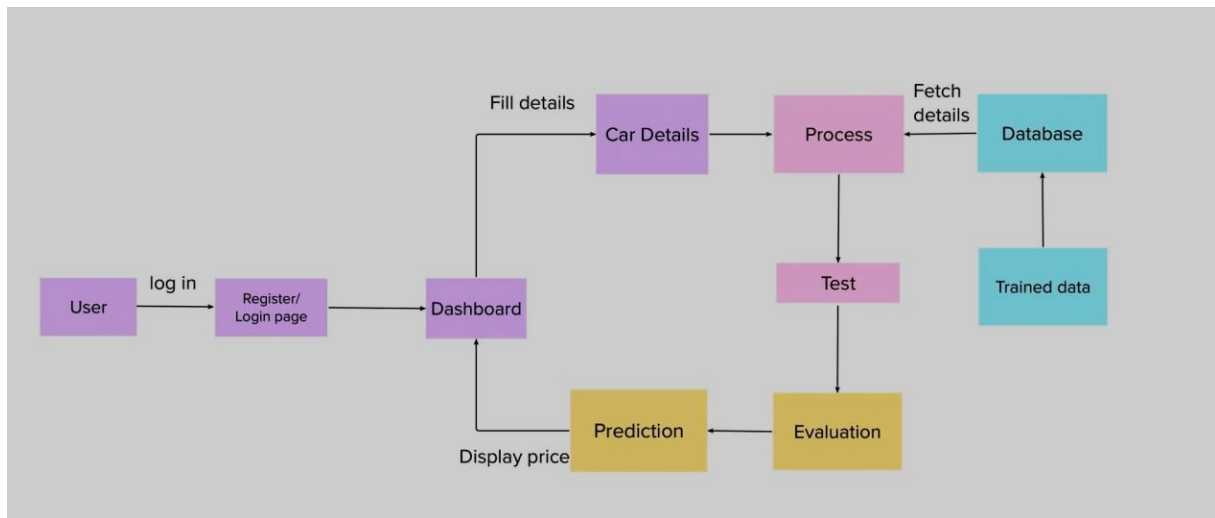 Fill details
Car Details
Process
Fetch
details
Database
User
log in
Register/
Login page
Dashboard
Test
Trained data
Prediction
Evaluation
Display price